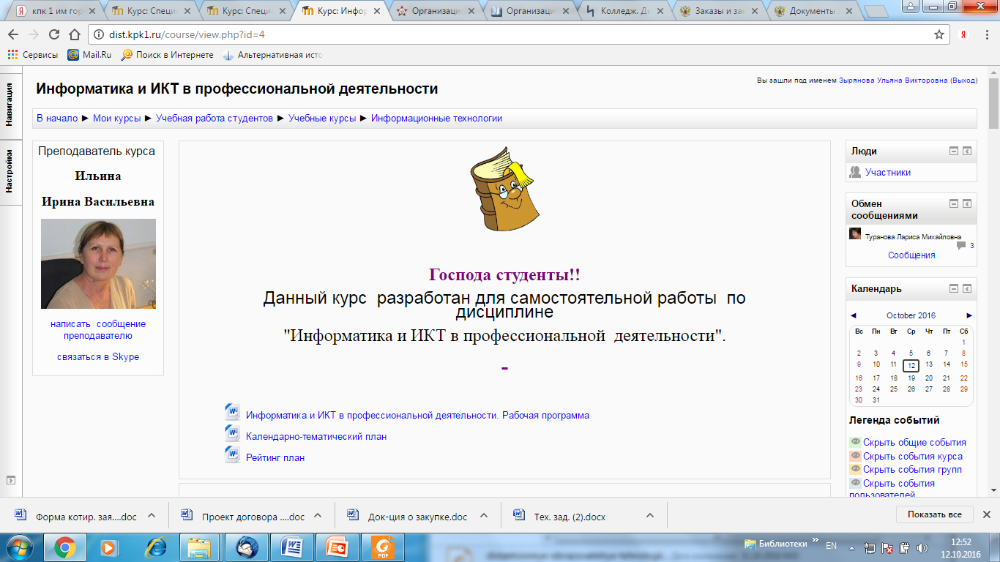 кпк 1 им гор
Курс: Специ
Курс: Специ
Курс: Инфор
Организаци
Организаци
Колледж. Ди
Заказы и за
Документы
dist.kpk1.ru/course/view.php?id=4
Сервисы
Mail.Ru
Поиск в Интернете
Альтернативная исто
Навигация
Настройки
Информатика и ИКТ в профессиональной деятельности
Вы зашли под именем Зырянова Ульяна Викторовна (Выход)
В начало ► Мои курсы ► Учебная работа студентов ► Учебные курсы ► Информационные технологии
Преподаватель курса
Ильина
Ирина Васильевна
написать сообщение
преподавателю
связаться в Skype
Господа студенты!!
Данный курс разработан для самостоятельной работы по
дисциплине
"Информатика и ИКТ в профессиональной деятельности".
-
Информатика и ИКТ в профессиональной деятельности. Рабочая программа
Календарно-тематический план
Рейтинг план
Люди
Участники
Обмен
сообщениями
Туранова Лариса Михайловна
3
Сообщения
Календарь
◄ October 2016 ►
Вс Пн Вт Ср Чт Пт Сб
1
2 3 4 5 6 7 8
9 10 11 12 13 14 15
16 17 18 19 20 21 22
23 24 25 26 27 28 29
30 31
Легенда событий
Скрыть общие события
Скрыть события курса
Скрыть события групп
Скрыть события
пользователей
Форма котир. зая....doc
Проект договора ....doc
Док-ция о закупке.doc
Тех. зад. (2).docx
Показать все
PDF
Библиотеки
EN
12:52
12.10.2016